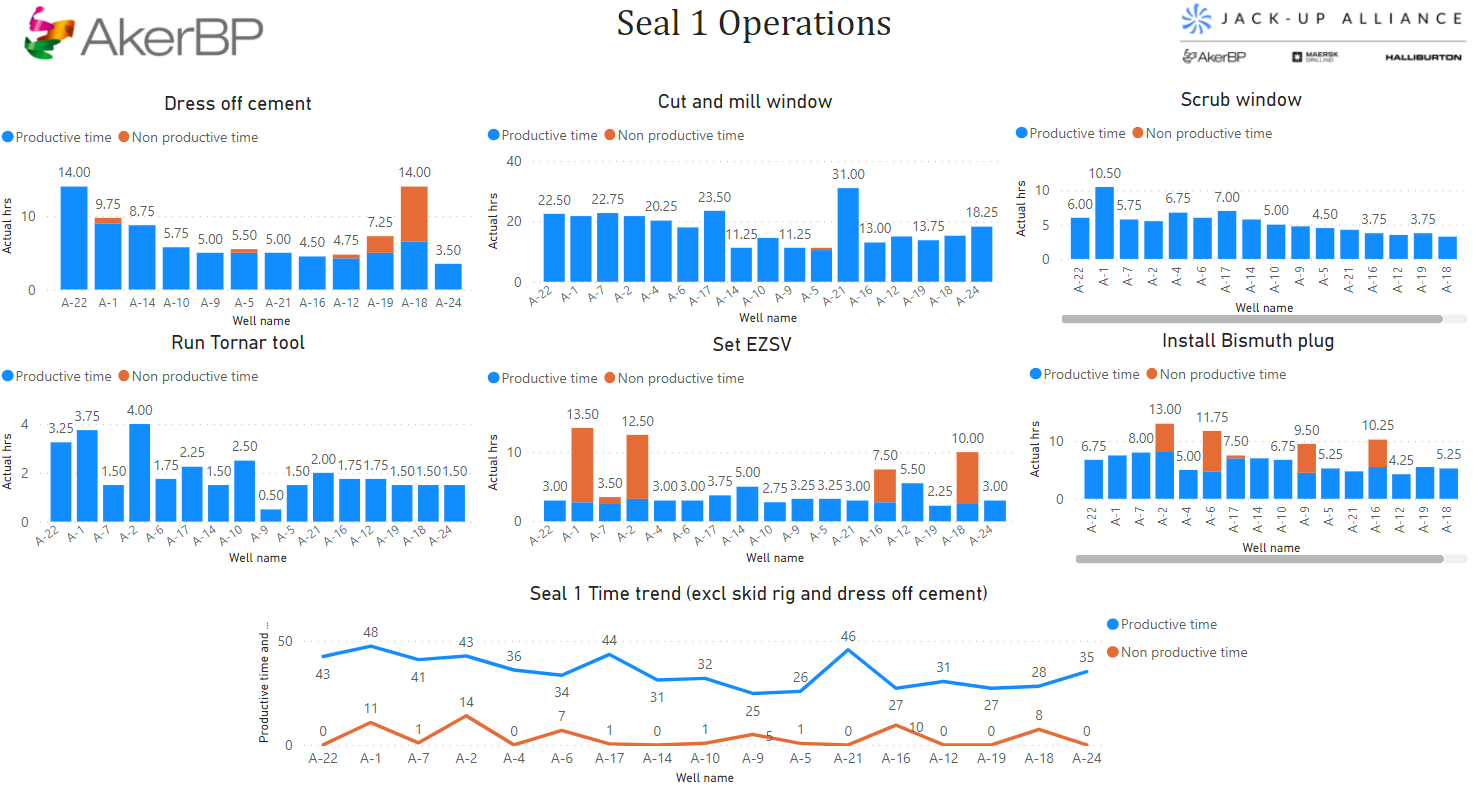 AkerBP
Seal 1 Operations
JACK-UP ALLIANCE
AkerBP MAERSK DRILLING HALLIBURTON
Dress off cement
Productive time Non productive time
Actual hrs
10
0
14.00 9.75 8.75 5.75 5.00 5.50 5.00 4.50 4.75 7.25 14.00 3.50
A-22 A-1 A-14 A-10 A-9 A-5 A-21 A-16 A-12 A-19 A-18 A-24
Well name
Cut and mill window
Productive time Non productive time
Actual hrs
40
20
0
22.50 22.75 20.25 23.50 11.25 11.25 31.00 13.00 13.75 18.25
A-22 A-1 A-7 A-2 A-4 A-6 A-17 A-14 A-10 A-9 A-5 A-21 A-16 A-12 A-19 A-18 A-24
Well name
Scrub window
Productive time Non productive time
Actual hrs
10
5
0
6.00 10.50 5.75 6.75 7.00 5.00 4.50 3.75 3.75
A-22 A-1 A-7 A-2 A-4 A-6 A-17 A-14 A-10 A-9 A-5 A-21 A-16 A-12 A-19 A-18
Well name
Run Tornar tool
Productive time Non productive time
Actual hrs
4
2
0
3.25 3.75 1.50 4.00 1.75 2.25 1.50 2.50 0.50 1.50 2.00 1.75 1.75 1.50 1.50 1.50
A-22 A-1 A-7 A-2 A-6 A-17 A-14 A-10 A-9 A-5 A-21 A-16 A-12 A-19 A-18 A-24
Well name
Set EZSV
Productive time Non productive time
Actual hrs
10
0
3.00 13.50 3.50 12.50 3.00 3.00 3.75 5.00 2.75 3.25 3.25 3.00 7.50 5.50 2.25 10.00 3.00
A-22 A-1 A-7 A-2 A-4 A-6 A-17 A-14 A-10 A-9 A-5 A-21 A-16 A-12 A-19 A-18 A-24
Well name
Install Bismuth plug
Productive time Non productive time
Actual hrs
10
0
6.75 8.00 13.00 5.00 11.75 7.50 6.75 9.50 5.25 10.25 4.25 5.25
A-22 A-1 A-7 A-2 A-4 A-6 A-17 A-14 A-10 A-9 A-5 A-21 A-16 A-12 A-19 A-18
Well name
Seal 1 Time trend (excl skid rig and dress off cement)
Productive time
Non productive time
Productive time and ...
50
0
43 48 41 43 36 34 44 31 32 25 26 46 27 31 27 28 35
0 11 1 14 0 7 1 0 1 5 1 0 10 0 0 8 0
A-22 A-1 A-7 A-2 A-4 A-6 A-17 A-14 A-10 A-9 A-5 A-21 A-16 A-12 A-19 A-18 A-24
Well name